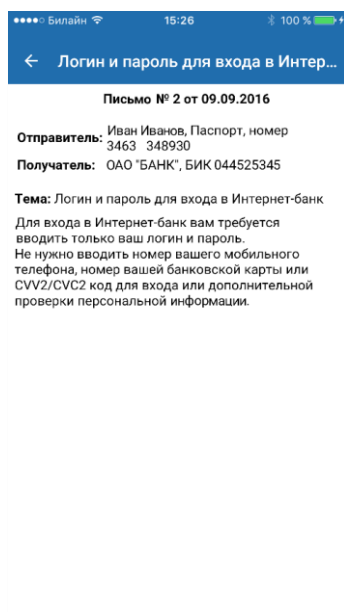 Билайн 15:26 100 %
Логин и пароль для входа в Интер...
Письмо № 2 от 09.09.2016
Отправитель: Иван Иванов, Паспорт, номер
3463 348930
Получатель: ОАО "БАНК", БИК 044525345
Тема: Логин и пароль для входа в Интернет-банк
Для входа в Интернет-банк вам требуется
вводить только ваш логин и пароль.
Не нужно вводить номер вашего мобильного
телефона, номер вашей банковской карты или
CVV2/CVC2 код для входа или дополнительной
проверки персональной информации.